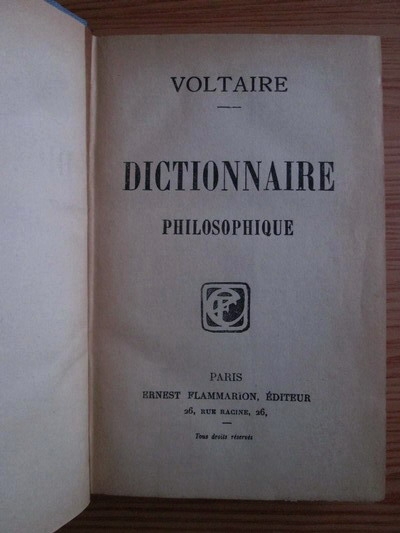 VOLTAIRE
DICTIONNAIRE
PHILOSOPHIQUE
PARIS
ERNEST FLAMMARION, ÉDITEUR
26, RUE RACINE, 26,
Tous droits réservés